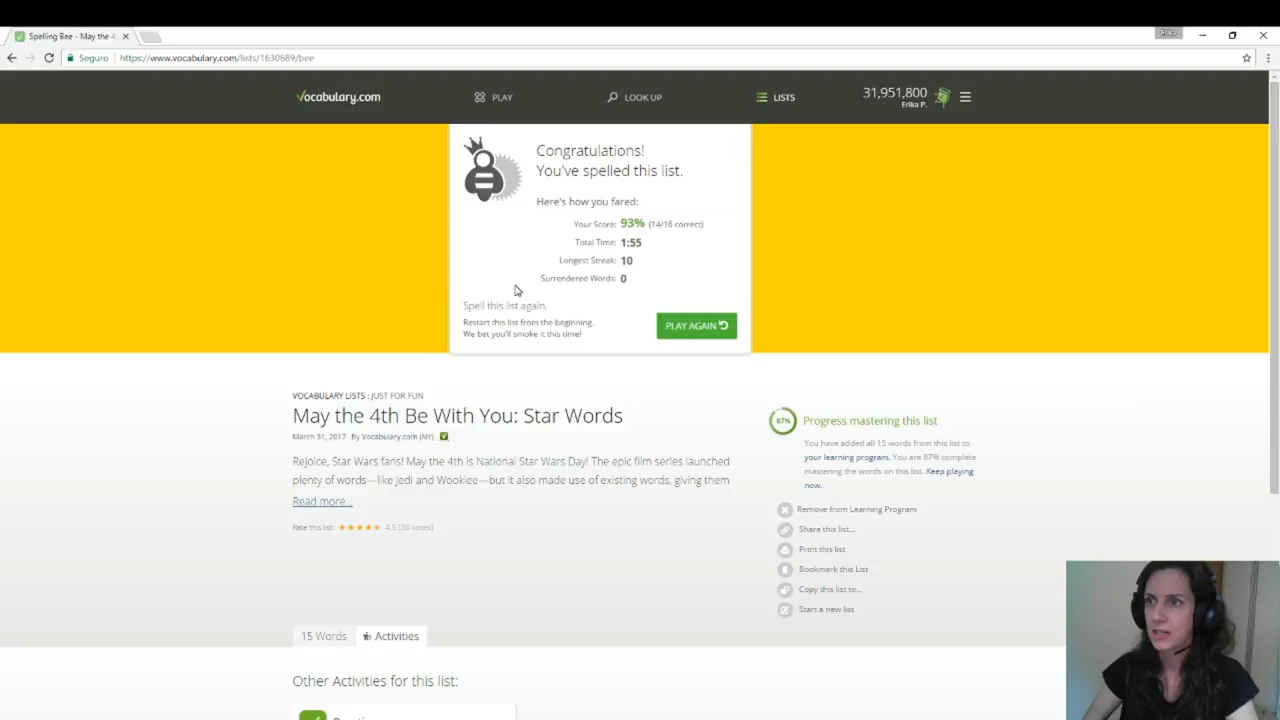 Spelling Bee - May the 4
Erika
Seguro
https://www.vocabulary.com/lists/1630689/bee
Vocabulary.com
PLAY
LOOK UP
LISTS
31,951,800
Erika P.
Congratulations!
You've spelled this list.
Here's how you fared:
Your Score: 93% (14/16 correct)
Total Time: 1:55
Longest Streak: 10
Surrendered Words: 0
Spell this list again.
Restart this list from the beginning.
We bet you'll smoke it this time!
PLAY AGAIN
VOCABULARY LISTS : JUST FOR FUN
May the 4th Be With You: Star Words
March 31, 2017 By Vocabulary.com (NY)
Rejoice, Star Wars fans! May the 4th is National Star Wars Day! The epic film series launched
plenty of words—like Jedi and Wookiee—but it also made use of existing words, giving them
Read more...
Rate this list: 4.5 (36 votes)
87%
Progress mastering this list
You have added all 15 words from this list to
your learning program. You are 87% complete
mastering the words on this list. Keep playing
now.
Remove from Learning Program
Share this list...
Print this list
Bookmark this List
Copy this list to...
Start a new list
15 Words
Activities
Other Activities for this list: